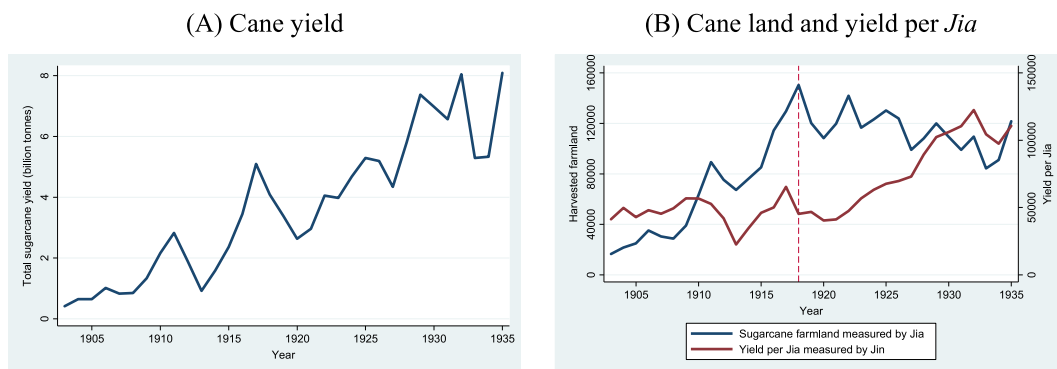 (A) Cane yield
Total sugarcane yield (billion tonnes)
8
6
4
2
0
1905 1910 1915 1920 1925 1930 1935
Year
(B) Cane land and yield per Jia
Harvested farmland
160000
120000
80000
40000
0
150000
100000
50000
0
Yield per Jia
1905 1910 1915 1920 1925 1930 1935
Year
Sugarcane farmland measured by Jia
Yield per Jia measured by Jin